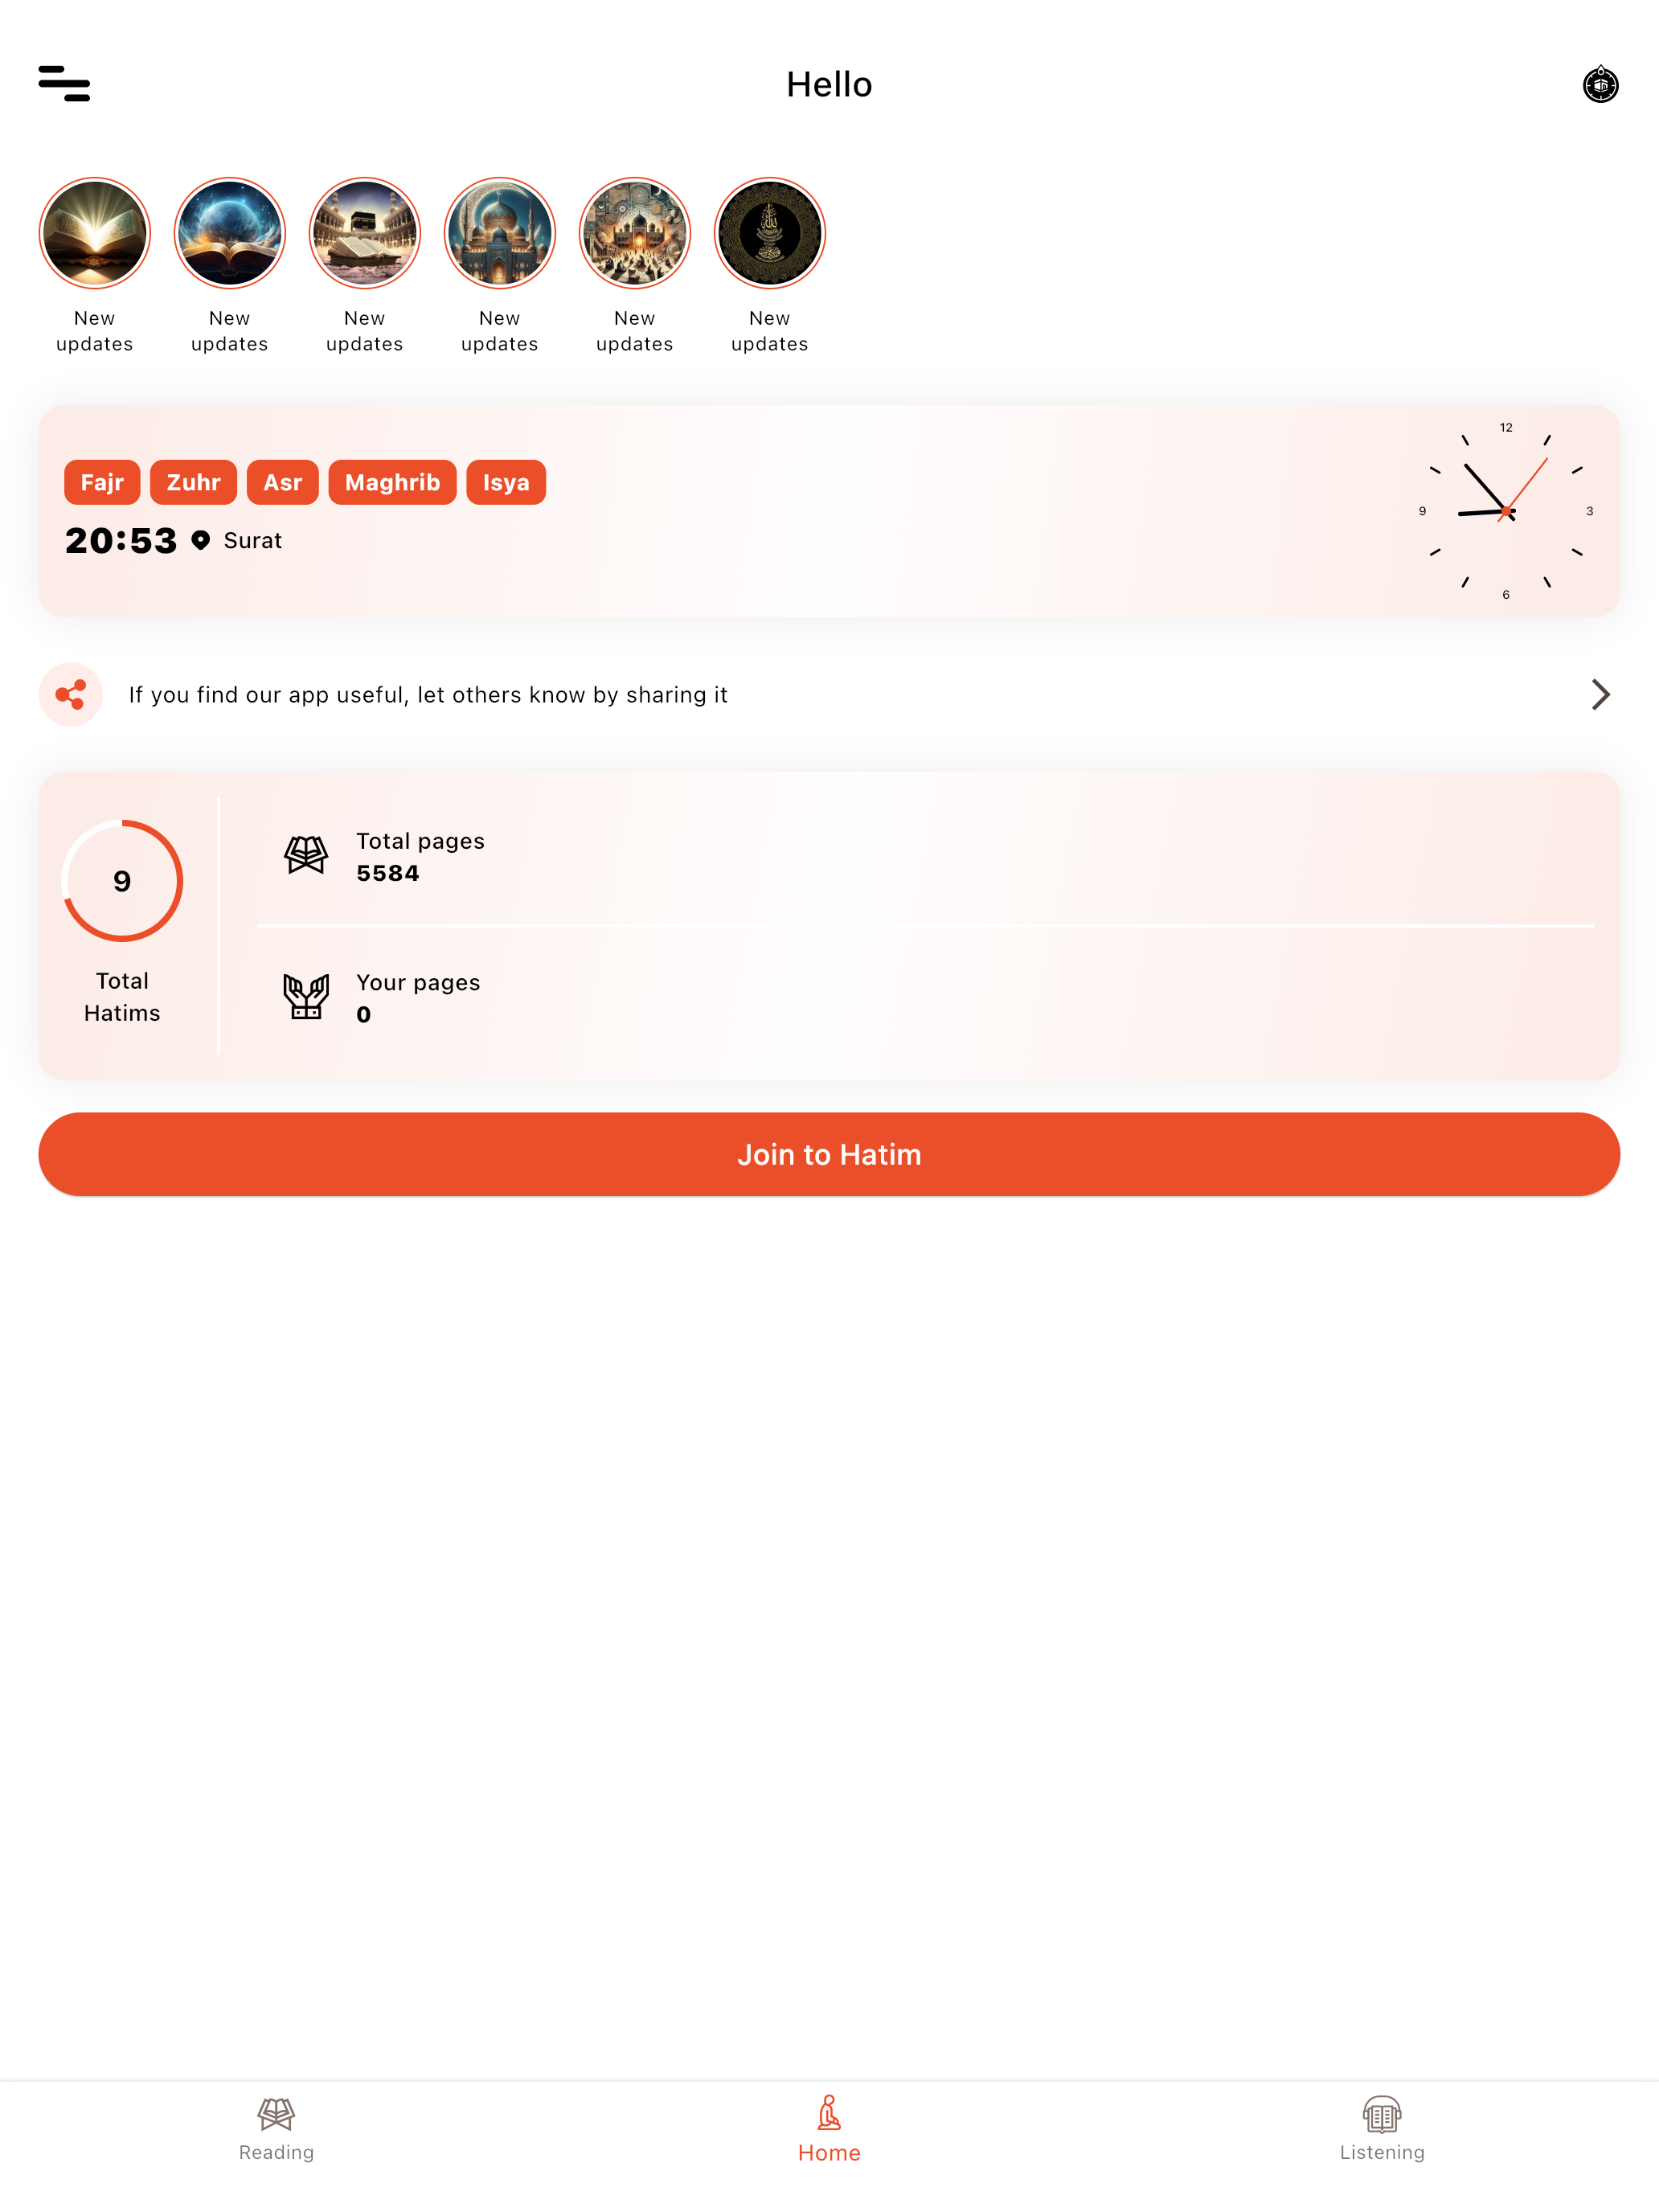 Hello
New
updates
New
updates
New
updates
New
updates
New
updates
New
updates
Fajr Zuhr Asr Maghrib Isya
20:53 Surat
12
3
6
9
If you find our app useful, let others know by sharing it
9
Total
Hatims
Total pages
5584
Your pages
0
Join to Hatim
Reading
Home
Listening